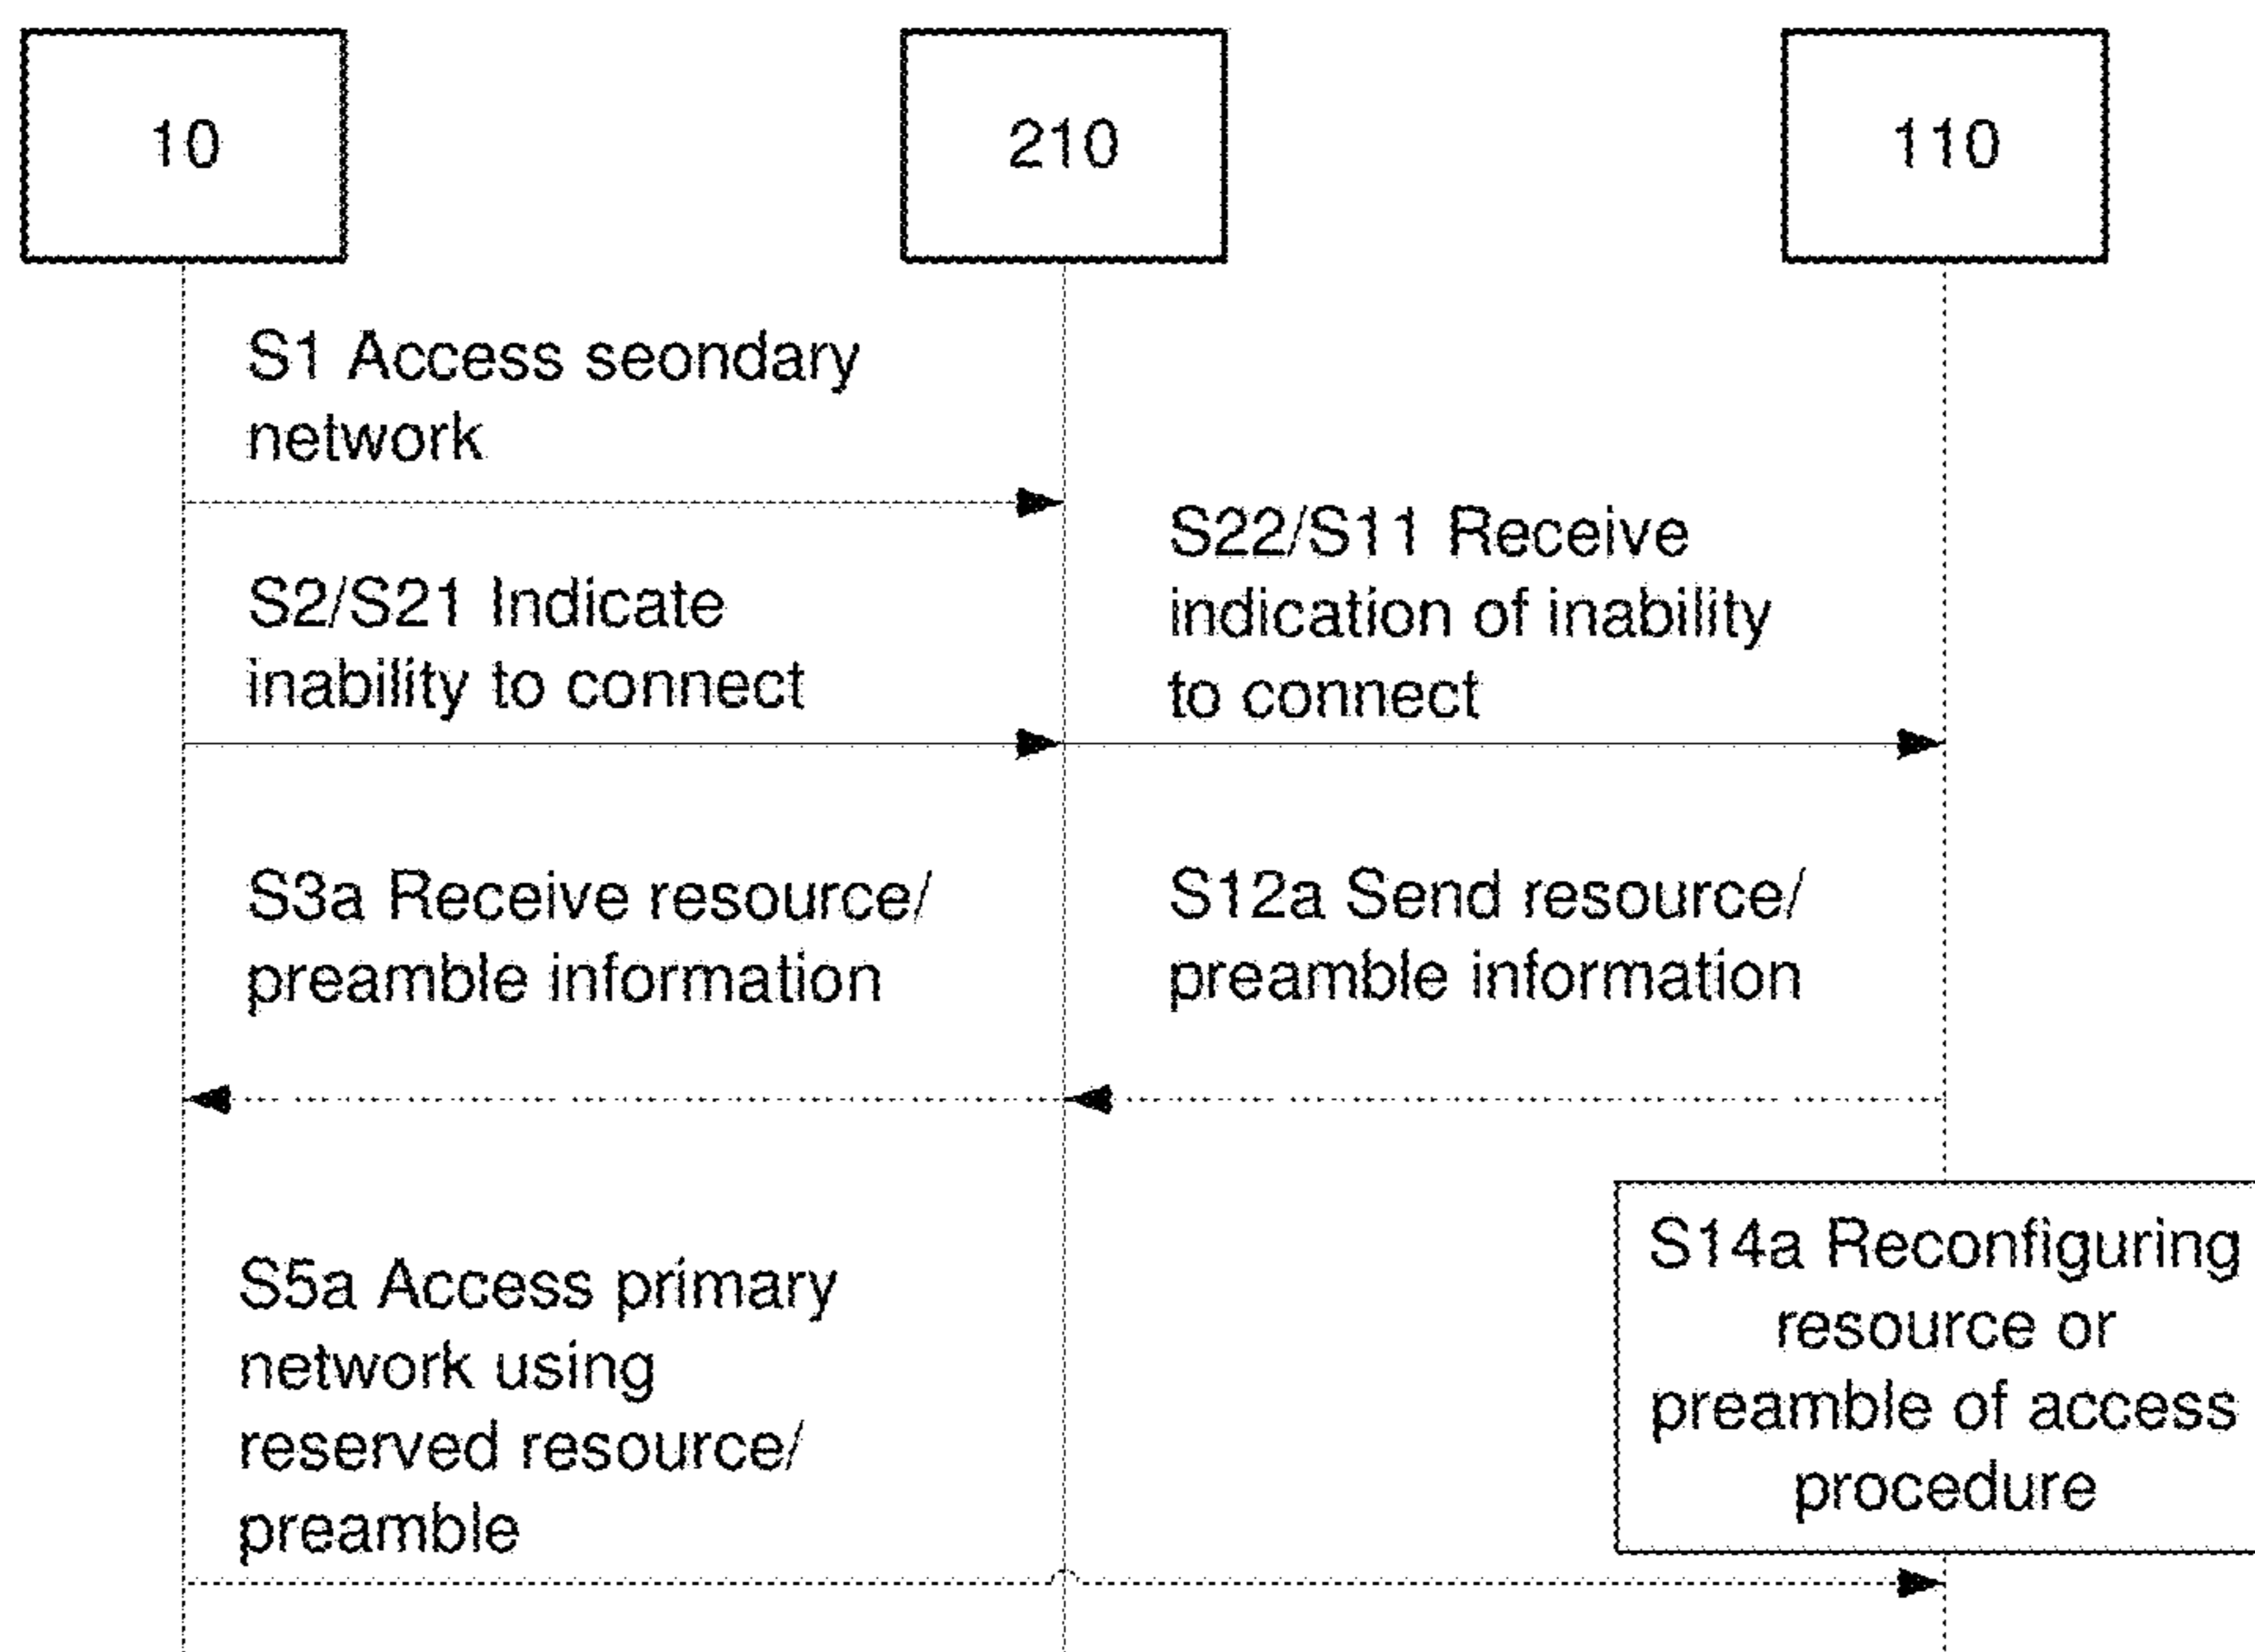 10
210
110
S1 Access seondary
network
S22/S11 Receive
indication of inability
to connect
S2/S21 Indicate
inability to connect
S3a Receive resource/
preamble information
S12a Send resource/
preamble information
S14a Reconfiguring
resource or
preamble of access
procedure
S5a Access primary
network using
reserved resource/
preamble